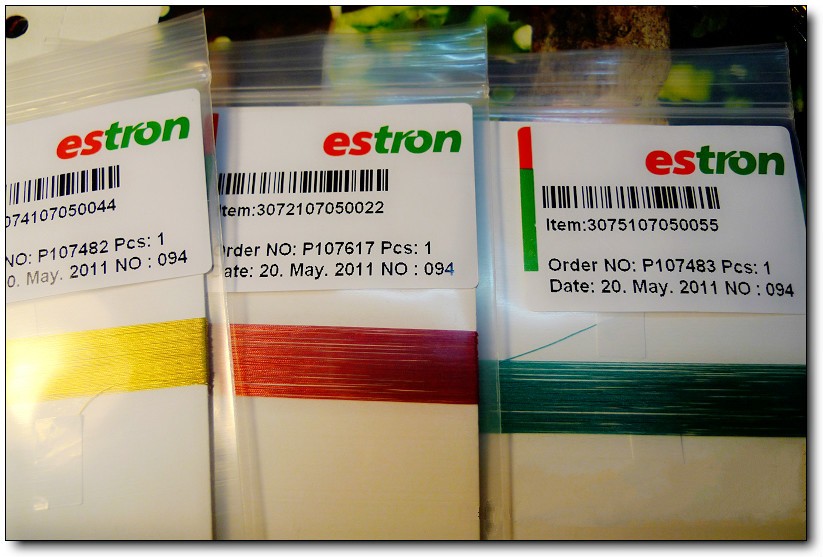 estron
074107050044
NO: P107482 Pcs: 1
0. May. 2011 NO : 094
estron
Item:3072107050022
Order NO: P107617 Pcs: 1
Date: 20. May. 2011 NO : 094
estron
Item:3075107050055
Order NO: P107483 Pcs: 1
Date: 20. May. 2011 NO : 094